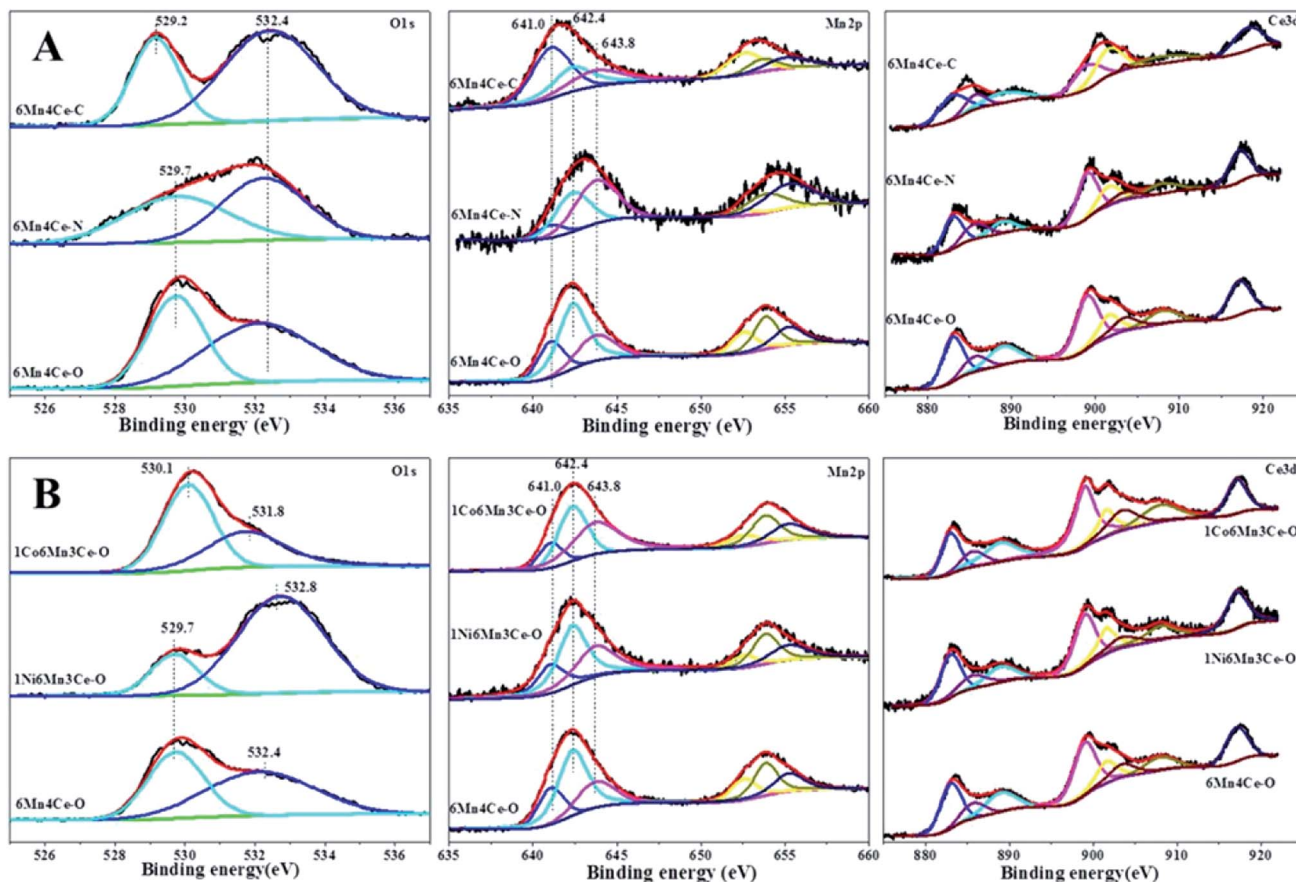 A
529.2
532.4
O1s
6Mn4Ce-C
529.7
6Mn4Ce-N
6Mn4Ce-O
526 528 530 532 534 536
Binding energy (eV)
641.0
642.4
643.8
Mn2p
6Mn4Ce-C
6Mn4Ce-N
6Mn4Ce-O
635 640 645 650 655 660
Binding energy (eV)
Ce3d
6Mn4Ce-C
6Mn4Ce-N
6Mn4Ce-O
880 890 900 910 920
Binding energy(eV)
B
530.1
531.8
O1s
1Co6Mn3Ce-O
529.7
532.8
1Ni6Mn3Ce-O
532.4
6Mn4Ce-O
526 528 530 532 534 536
Binding energy(eV)
641.0
642.4
643.8
Mn2p
1Co6Mn3Ce-O
1Ni6Mn3Ce-O
6Mn4Ce-O
635 640 645 650 655 660
Binding energy (eV)
Ce3d
1Co6Mn3Ce-O
1Ni6Mn3Ce-O
6Mn4Ce-O
880 890 900 910 920
Binding energy(eV)